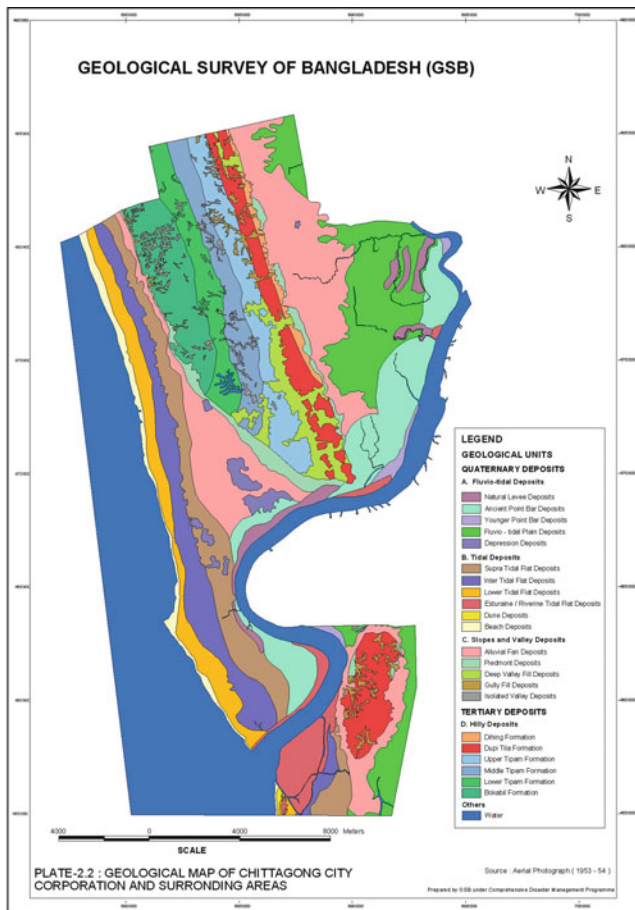 GEOLOGICAL SURVEY OF BANGLADESH (GSB)
N
W E
S
LEGEND
GEOLOGICAL UNITS
QUATERNARY DEPOSITS
A. Fluvio-tidal Deposits
Natural Levee Deposits
Ancient Point Bar Deposits
Younger Point Bar Deposits
Fluvio - tidal Plain Deposits
Depression Deposits
B. Tidal Deposits
Supra Tidal Flat Deposits
Inter Tidal Flat Deposits
Lower Tidal Flat Deposits
Esturaine / Riverine Tidal Flat Deposits
Dune Deposits
Beach Deposits
C. Slopes and Valley Deposits
Alluvial Fan Deposits
Piedmont Deposits
Deep Valley Fill Deposits
Gully Fill Deposits
Isolated Valley Deposits
TERTIARY DEPOSITS
D. Hilly Deposits
Dihing Formation
Dupi Tila Formation
Upper Tipam Formation
Middle Tipam Formation
Lower Tipam Formation
Bokabil Formation
Others
Water
4000 0 4000 8000 Meters
SCALE
PLATE-2.2 : GEOLOGICAL MAP OF CHITTAGONG CITY
CORPORATION AND SURRONDING AREAS
Source : Aerial Photograph ( 1953 - 54 )
Prepared by GSB under Comprehensive Disaster Management Programme